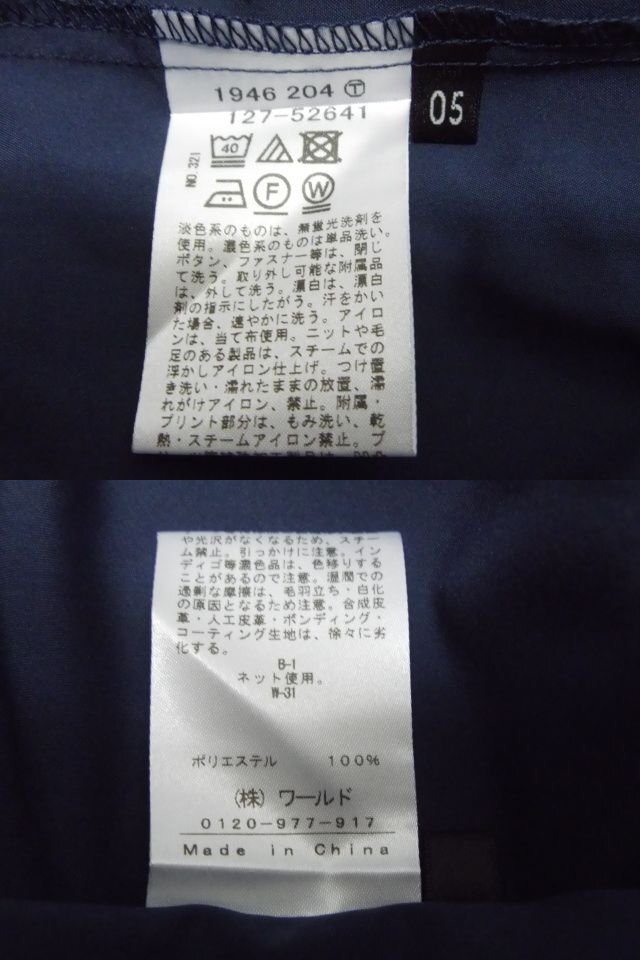 1946 204 Ⓣ
T27-52641
05
NO.321
40
F
W
淡色系のものは、無蛍光洗剤を
使用。濃色系のものは単品洗い。
ボタン、ファスナー等は、閉じ
て洗う。取り外し可能な附属品
は、外して洗う。漂白は、漂白
剤の指示にしたがう。汗をかい
た場合、速やかに洗う。アイロ
ンは、当て布使用。ニットや毛
足のある製品は、スチームでの
浮かしアイロン仕上げ。つけ置
き洗い・濡れたままの放置、濡
れがけアイロン、禁止。附属・
プリント部分は、もみ洗い、乾
熱・スチームアイロン禁止。プ
や光沢がなくなるため、スチー
ム禁止。引っかけに注意。イン
ディゴ等濃色品は、色移りする
ことがあるので注意。湿潤での
過剰な摩擦は、毛羽立ち・白化
の原因となるため注意。合成皮
革・人工皮革・ボンディング・
コーティング生地は、徐々に劣
化する。
B-1
ネット使用。
W-31
ポリエステル 100%
(株) ワールド
0120-977-917
Made in China